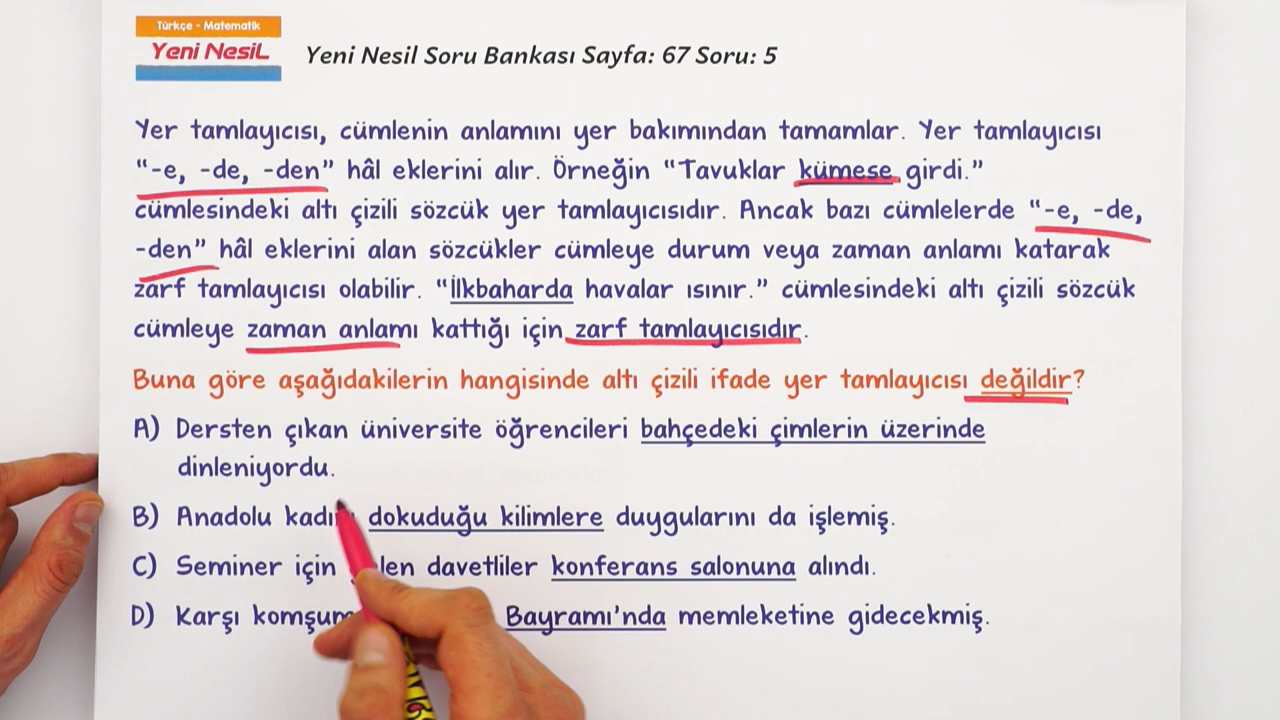 Türkçe - Matematik
Yeni Nesil
Yeni Nesil Soru Bankası Sayfa: 67 Soru: 5
Yer tamlayıcısı, cümlenin anlamını yer bakımından tamamlar. Yer tamlayıcısı
“-e, -de, -den” hâl eklerini alır. Örneğin “Tavuklar kümese girdi.”
cümlesindeki altı çizili sözcük yer tamlayıcısıdır. Ancak bazı cümlelerde “-e, -de,
-den” hâl eklerini alan sözcükler cümleye durum veya zaman anlamı katarak
zarf tamlayıcısı olabilir. “İlkbaharda havalar ısınır.” cümlesindeki altı çizili sözcük
cümleye zaman anlamı kattığı için zarf tamlayıcısıdır.
Buna göre aşağıdakilerin hangisinde altı çizili ifade yer tamlayıcısı değildir?
A) Dersten çıkan üniversite öğrencileri bahçedeki çimlerin üzerinde
dinleniyordu.
B) Anadolu dokuduğu kilimlere duygularını da işlemiş.
C) Seminer için davetliler konferans salonuna alındı.
D) Karşı Bayramı’nda memleketine gidecekmiş.